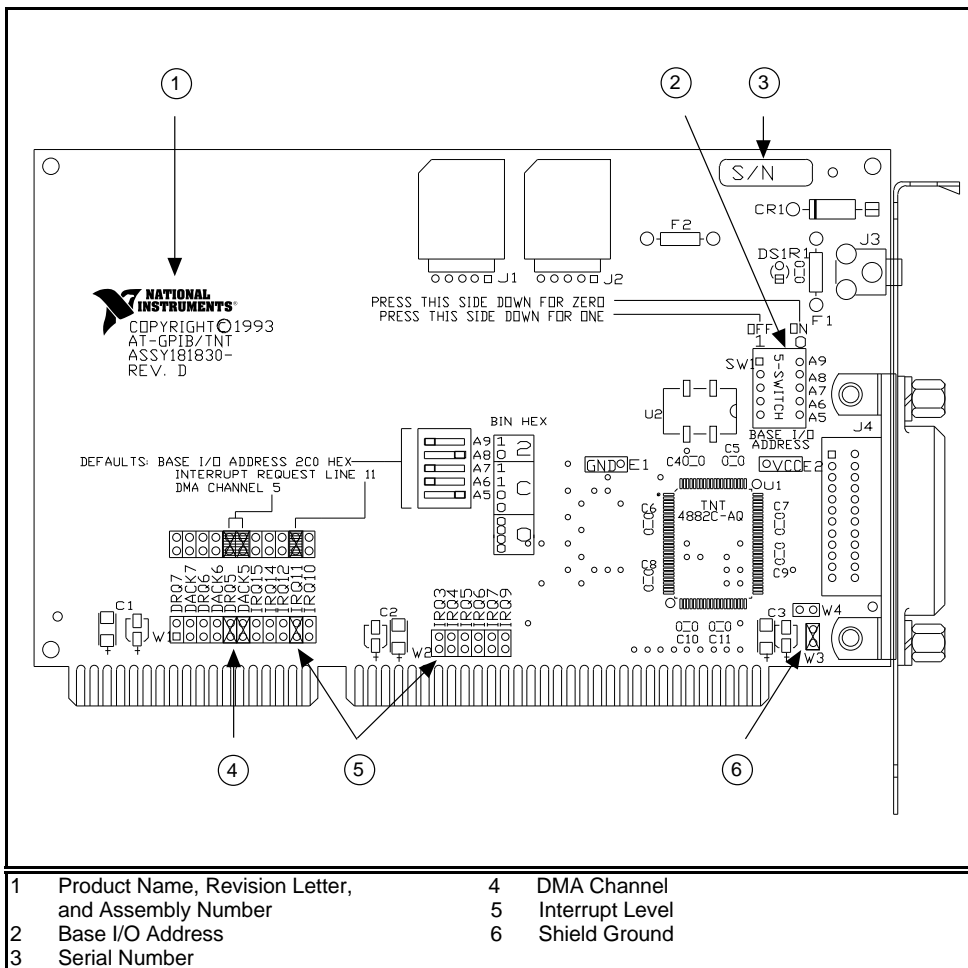 1
2
3
S/N
CR1
F2
J3
DS1
R1
J1
J2
F1
NATIONAL
INSTRUMENTS®
COPYRIGHT©1993
AT-GPIB/TNT
ASSY181830-
REV. D
PRESS THIS SIDE DOWN FOR ZERO
PRESS THIS SIDE DOWN FOR ONE
OFF ON
1 0
SW1
5-SWITCH
A9
A8
A7
A6
A5
BASE I/O
ADDRESS
U2
J4
BIN HEX
A9 1
A8 0
2
A7 1
A6 1
C
A5 0
0
DEFAULTS: BASE I/O ADDRESS 2C0 HEX
INTERRUPT REQUEST LINE 11
DMA CHANNEL 5
C4
C5
GND E1
VCC E2
U1
TNT
4882C-AQ
C6
C7
C8
C9
DRQ7
DACK7
DRQ6
DACK6
DRQ5
DACK5
IRQ15
IRQ14
IRQ12
IRQ11
IRQ10
IRQ3
IRQ4
IRQ5
IRQ6
IRQ7
IRQ9
C1
W1
C2
W2
C10
C11
C3
W4
W3
4
5
6
1 Product Name, Revision Letter,
and Assembly Number
2 Base I/O Address
3 Serial Number
4 DMA Channel
5 Interrupt Level
6 Shield Ground